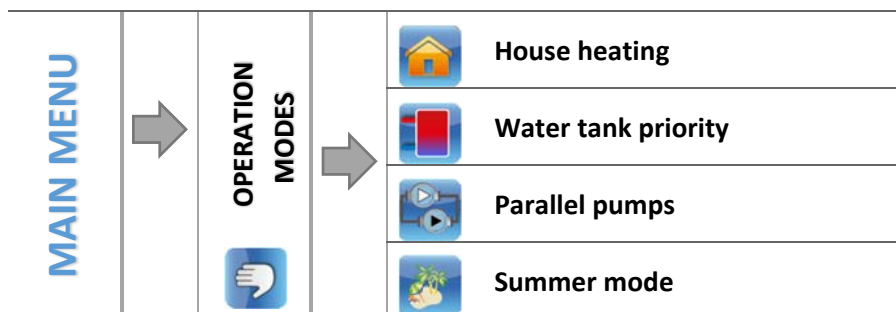 MAIN MENU
OPERATION
MODES
House heating
Water tank priority
Parallel pumps
Summer mode